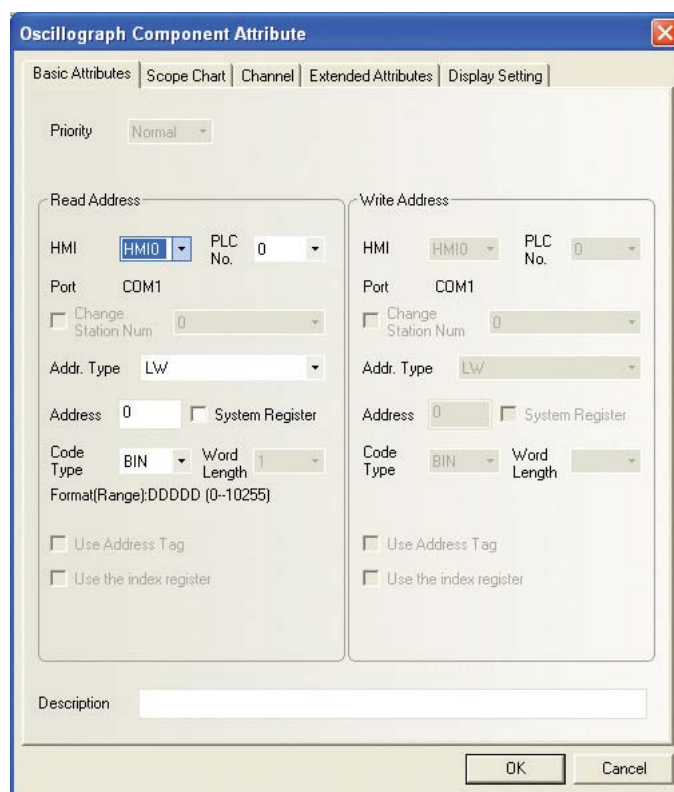 Oscillograph Component Attribute
Basic Attributes Scope Chart Channel Extended Attributes Display Setting
Priority Normal
Read Address
HMI HMI0 PLC No. 0
Port COM1
Change Station Num 0
Addr. Type LW
Address 0 System Register
Code Type BIN Word Length 1
Format(Range):DDDDD (0--10255)
Use Address Tag
Use the index register
Write Address
HMI HMI0 PLC No. 0
Port COM1
Change Station Num 0
Addr. Type LW
Address 0 System Register
Code Type BIN Word Length
Use Address Tag
Use the index register
Description
OK Cancel